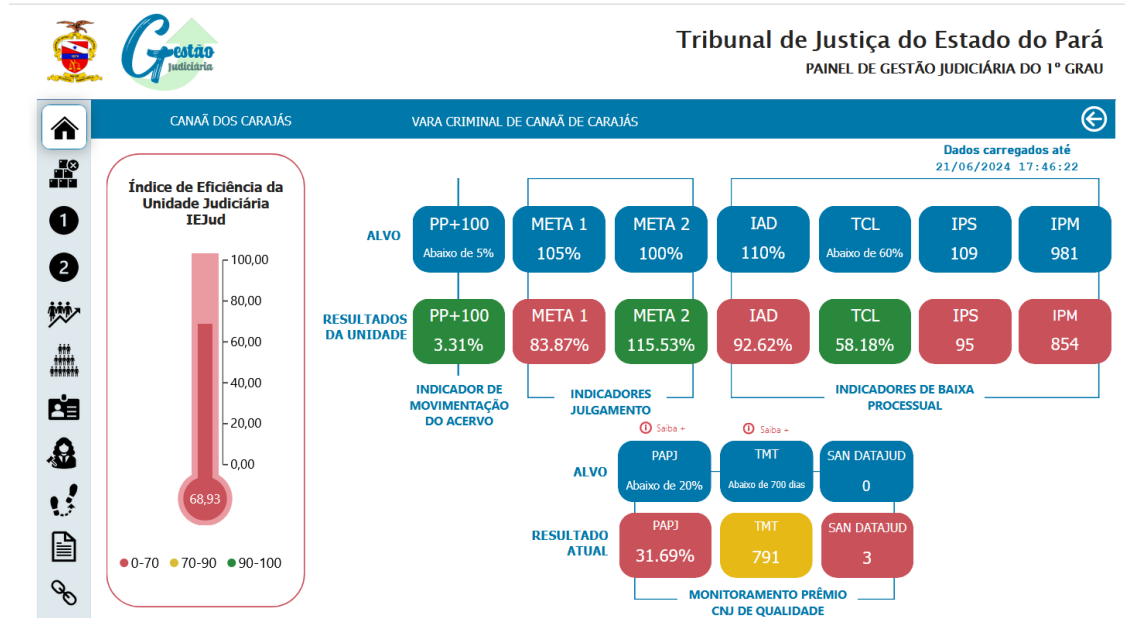 Gestão
Judiciária
Tribunal de Justiça do Estado do Pará
PAINEL DE GESTÃO JUDICIÁRIA DO 1º GRAU
CANAÃ DOS CARAJÁS
VARA CRIMINAL DE CANAÃ DE CARAJÁS
Dados carregados até
21/06/2024 17:46:22
1
2
Índice de Eficiência da
Unidade Judiciária
IEJud
100,00
80,00
60,00
40,00
20,00
0,00
68,93
0-70 70-90 90-100
ALVO
PP+100
Abaixo de 5%
META 1
105%
META 2
100%
IAD
110%
TCL
Abaixo de 60%
IPS
109
IPM
981
RESULTADOS
DA UNIDADE
PP+100
3.31%
META 1
83.87%
META 2
115.53%
IAD
92.62%
TCL
58.18%
IPS
95
IPM
854
INDICADOR DE
MOVIMENTAÇÃO
DO ACERVO
INDICADORES
JULGAMENTO
INDICADORES DE BAIXA
PROCESSUAL
Saiba +
Saiba +
ALVO
PAPJ
Abaixo de 20%
TMT
Abaixo de 700 dias
SAN DATAJUD
0
RESULTADO
ATUAL
PAPJ
31.69%
TMT
791
SAN DATAJUD
3
MONITORAMENTO PRÊMIO
CNJ DE QUALIDADE